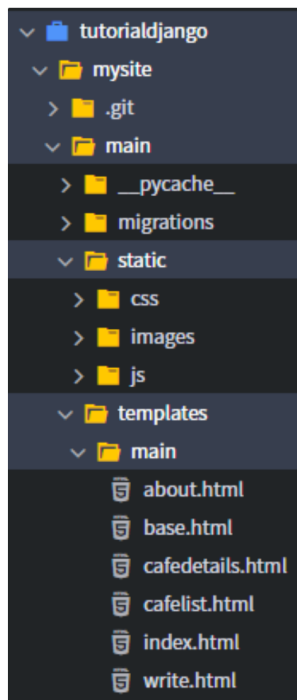 tutorialdjango
mysite
.git
main
__pycache__
migrations
static
css
images
js
templates
main
about.html
base.html
cafedetails.html
cafelist.html
index.html
write.html